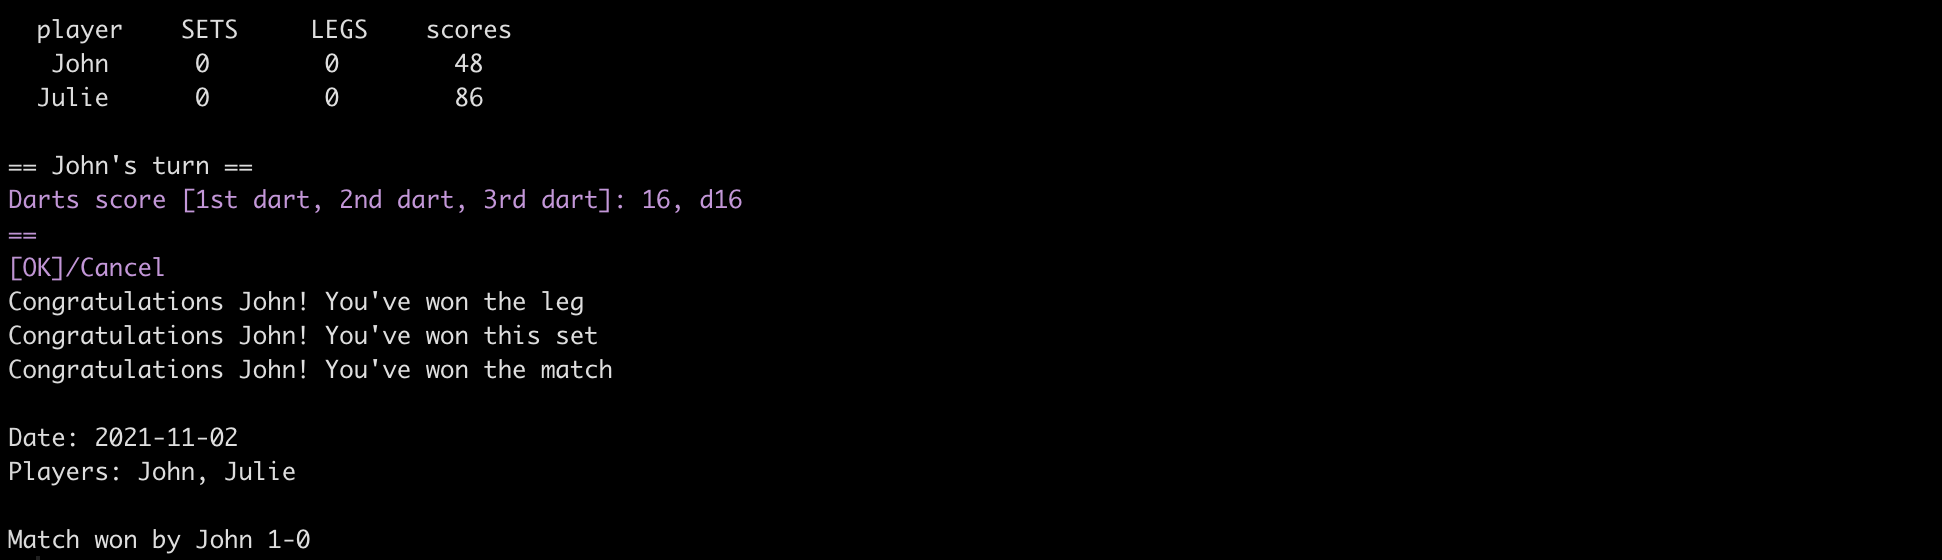 player SETS LEGS scores
John 0 0 48
Julie 0 0 86
== John's turn ==
Darts score [1st dart, 2nd dart, 3rd dart]: 16, d16
==
[OK]/Cancel
Congratulations John! You've won the leg
Congratulations John! You've won this set
Congratulations John! You've won the match
Date: 2021-11-02
Players: John, Julie
Match won by John 1-0